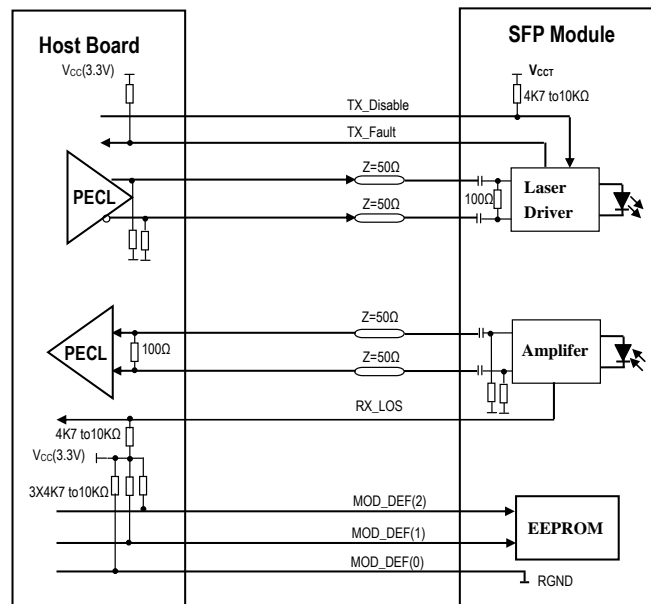 Host Board
SFP Module
VCC(3.3V)
VCCT
4K7 to10KΩ
TX_Disable
TX_Fault
Z=50Ω
PECL
100Ω
Laser
Driver
Z=50Ω
Z=50Ω
PECL
100Ω
Z=50Ω
Amplifer
RX_LOS
4K7 to10KΩ
VCC(3.3V)
3X4K7 to10KΩ
MOD_DEF(2)
EEPROM
MOD_DEF(1)
MOD_DEF(0)
RGND